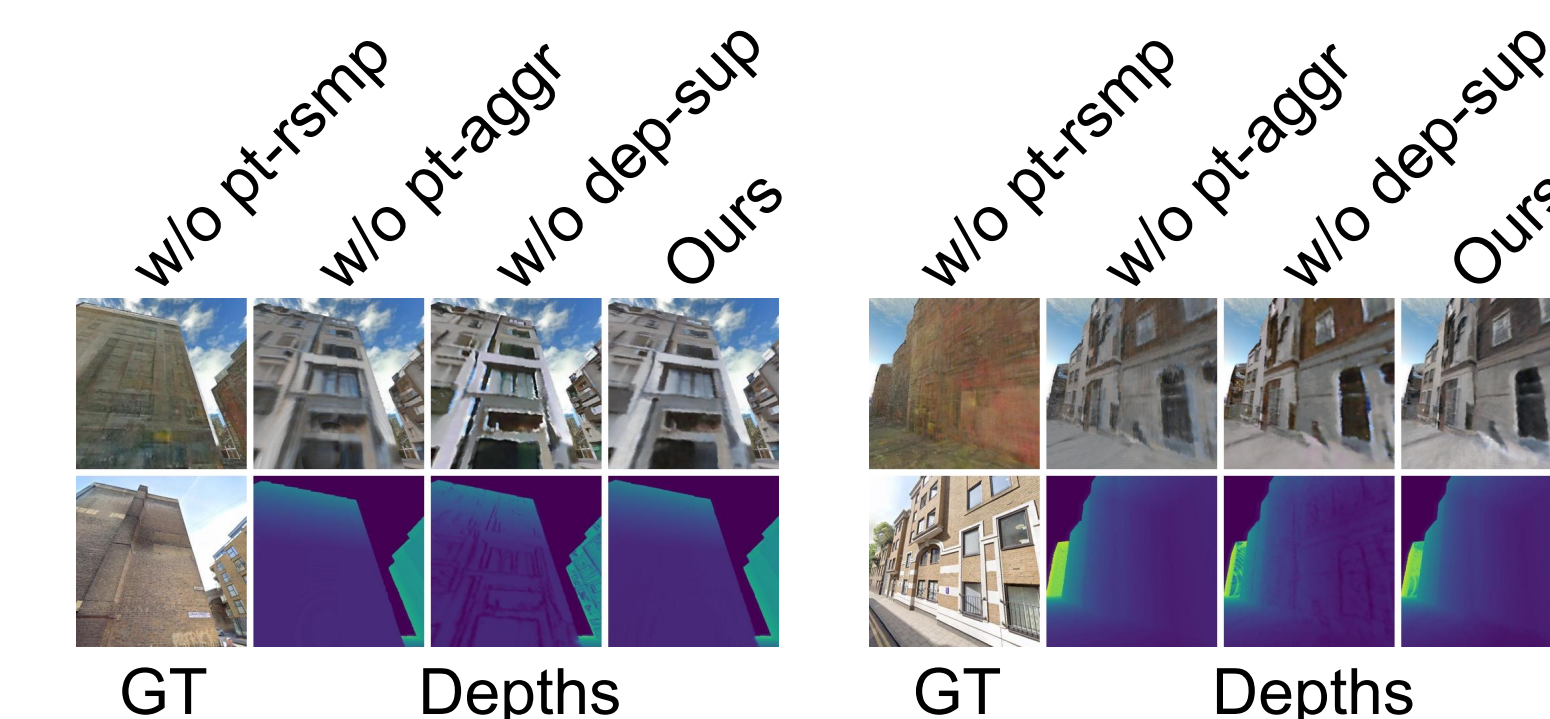 w/o pt-rsmp
w/o pt-aggr
w/o dep-sup
Ours
w/o pt-rsmp
w/o pt-aggr
w/o dep-sup
Ours
GT
Depths
GT
Depths